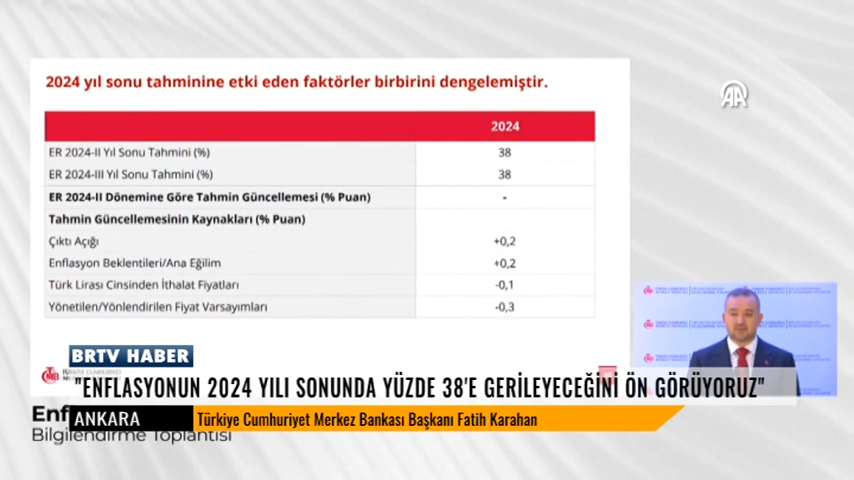 2024 yıl sonu tahminine etki eden faktörler birbirini dengelemiştir.
AA
2024
ER 2024-II Yıl Sonu Tahmini (%) 38
ER 2024-III Yıl Sonu Tahmini (%) 38
ER 2024-II Dönemine Göre Tahmin Güncellemesi (% Puan) -
Tahmin Güncellemesinin Kaynakları (% Puan)
Çıktı Açığı +0,2
Enflasyon Beklentileri/Ana Eğilim +0,2
Türk Lirası Cinsinden İthalat Fiyatları -0,1
Yönetilen/Yönlendirilen Fiyat Varsayımları -0,3
BRTV HABER
"ENFLASYONUN 2024 YILI SONUNDA YÜZDE 38'E GERİLEYECEĞİNİ ÖN GÖRÜYORUZ"
ANKARA
Türkiye Cumhuriyet Merkez Bankası Başkanı Fatih Karahan
Bilgilendirme Toplantısı